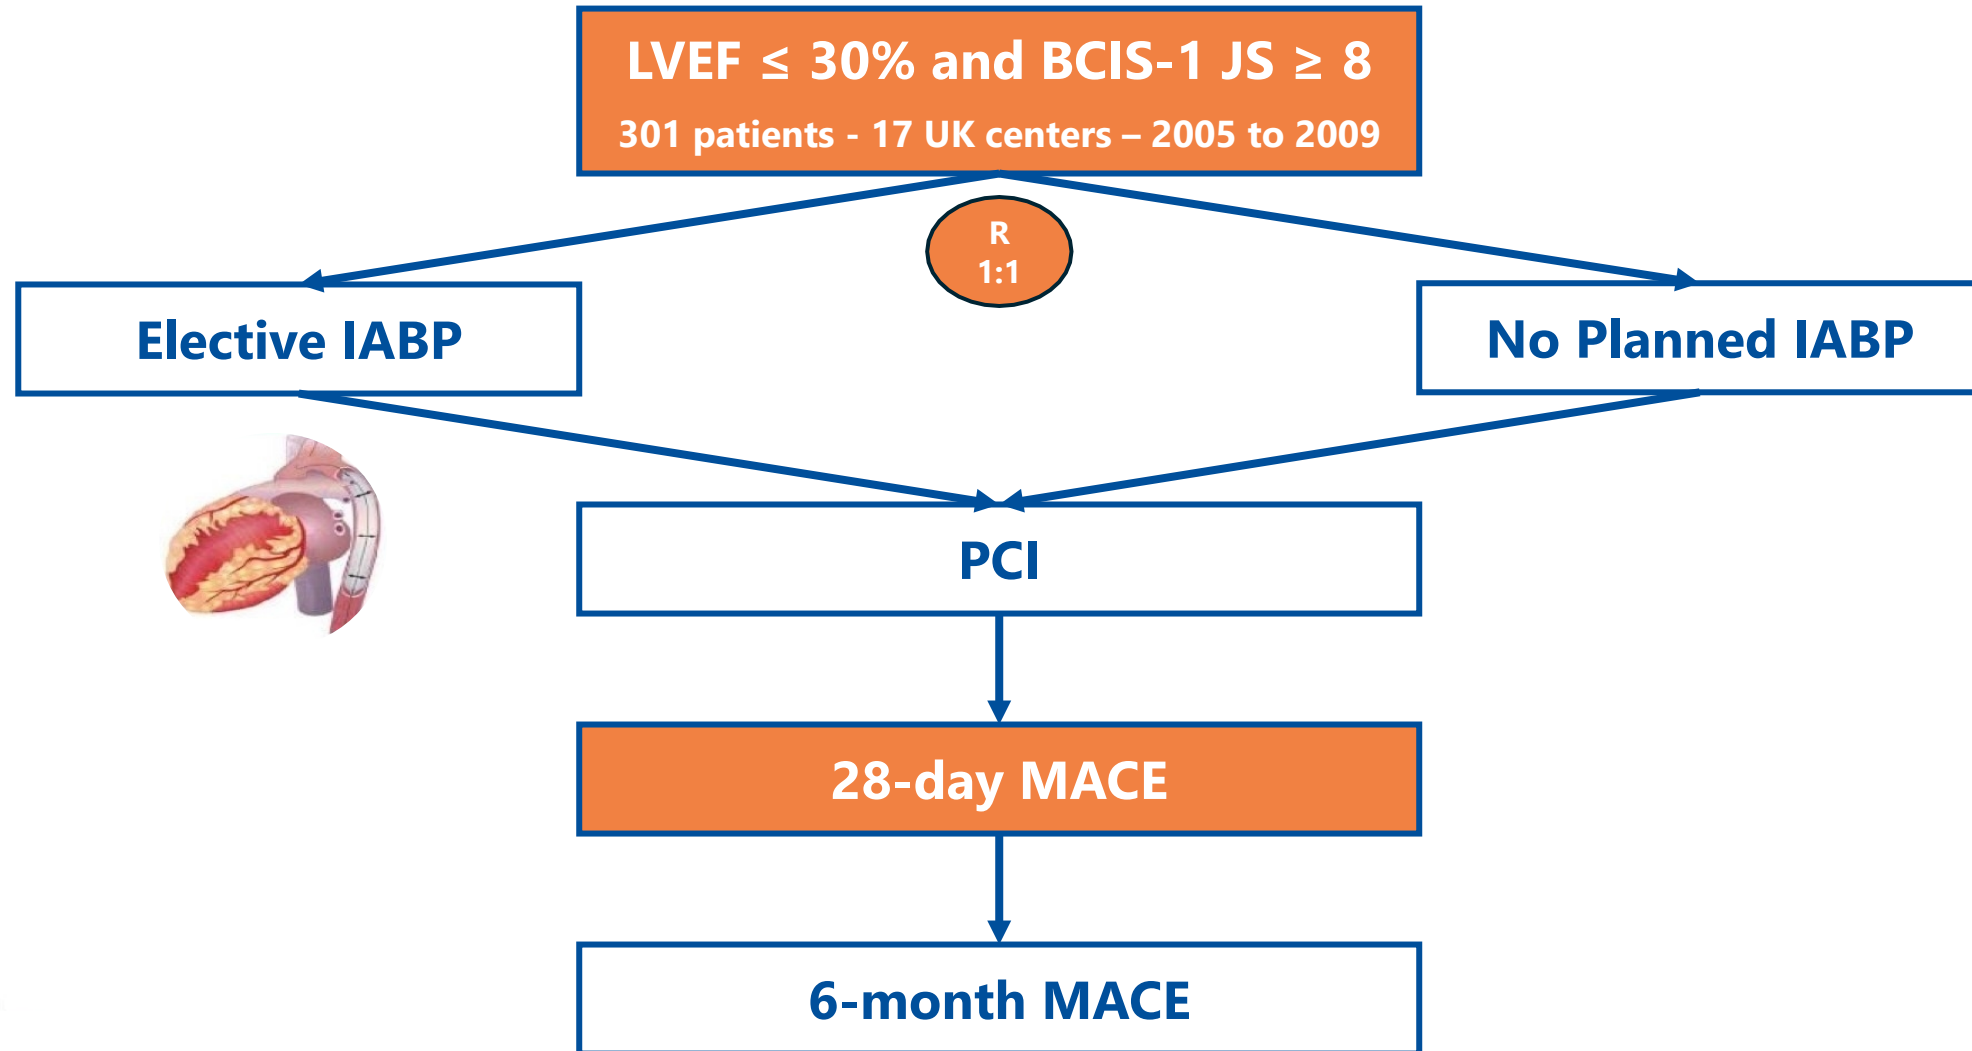 LVEF ≤ 30% and BCIS-1 JS ≥ 8
301 patients - 17 UK centers – 2005 to 2009
R
1:1
Elective IABP
No Planned IABP
PCI
28-day MACE
6-month MACE